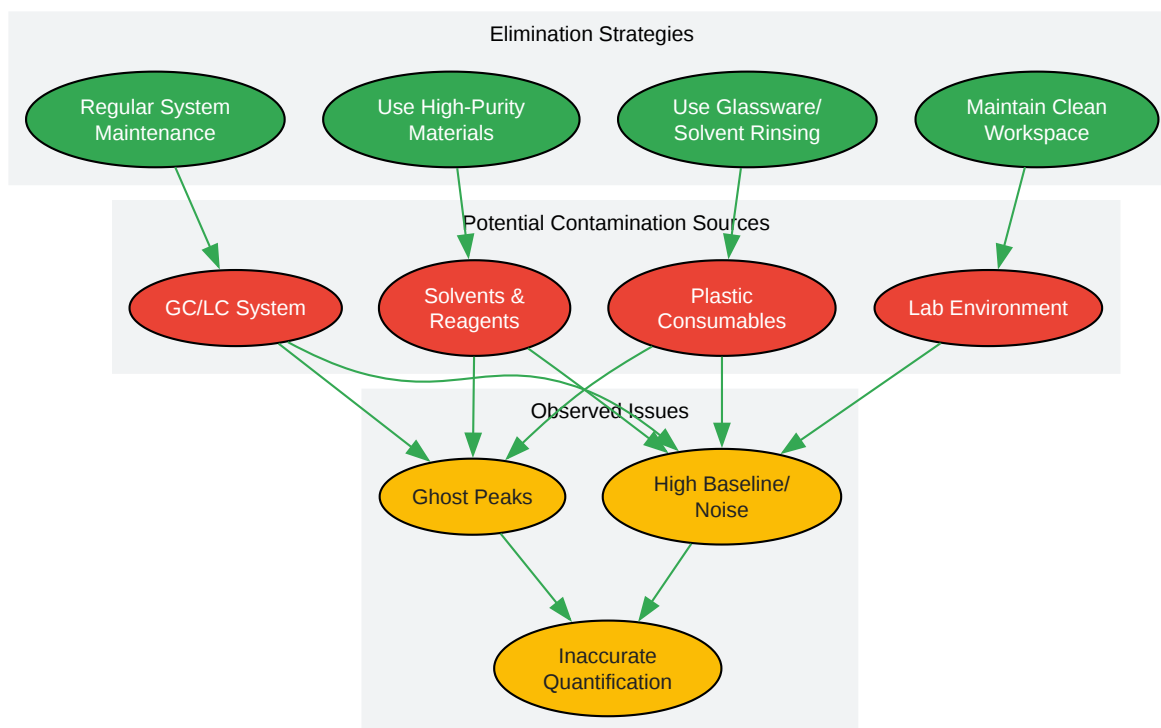 Elimination Strategies
Regular System
Maintenance
Use High-Purity
Materials
Use Glassware/
Solvent Rinsing
Maintain Clean
Workspace
Potential Contamination Sources
GC/LC System
Solvents &
Reagents
Plastic
Consumables
Lab Environment
Observed Issues
Ghost Peaks
High Baseline/
Noise
Inaccurate
Quantification